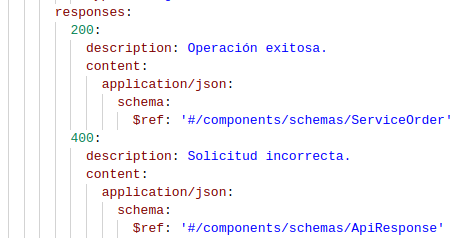 responses:
200:
description: Operación exitosa.
content:
application/json:
schema:
$ref: '#/components/schemas/ServiceOrder'
400:
description: Solicitud incorrecta.
content:
application/json:
schema:
$ref: '#/components/schemas/ApiResponse'